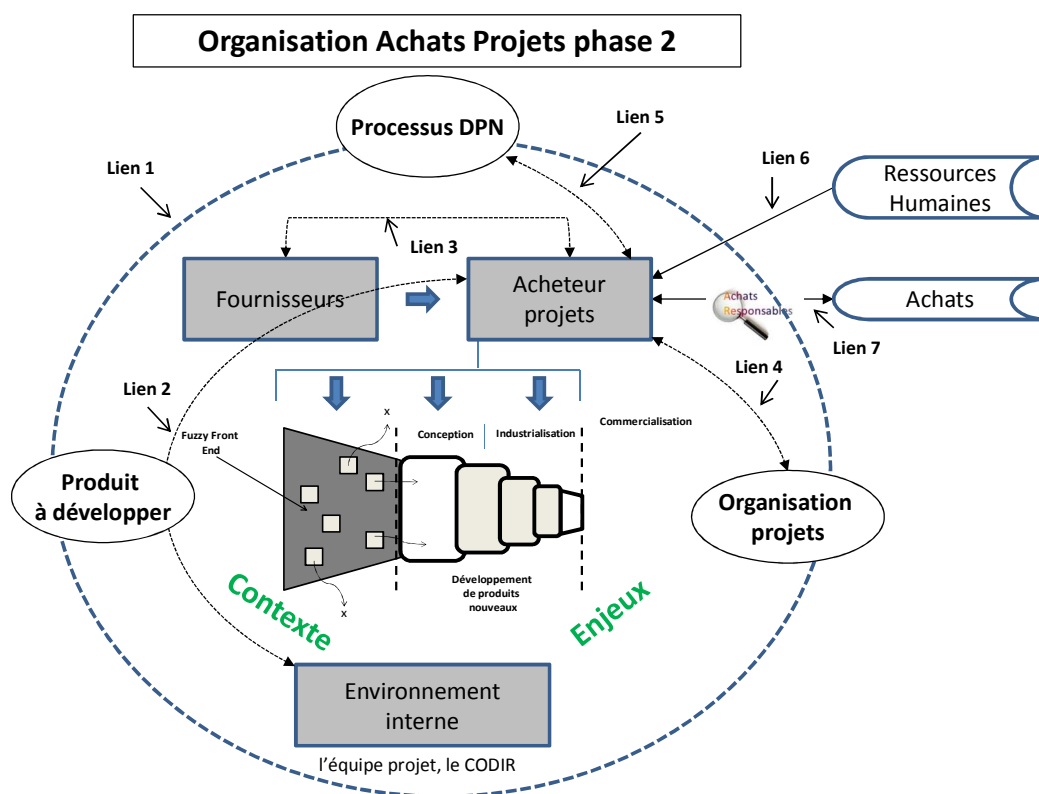 Organisation Achats Projets phase 2
Processus DPN
Lien 5
Lien 1
Lien 6
Ressources
Humaines
Lien 3
Fournisseurs
Acheteur
projets
Achats
Responsables
Achats
Lien 7
Lien 4
Lien 2
Fuzzy Front
End
x
Conception
Industrialisation
Commercialisation
Produit
à développer
Organisation
projets
Développement
de produits
nouveaux
x
Contexte
Enjeux
Environnement
interne
l’équipe projet, le CODIR